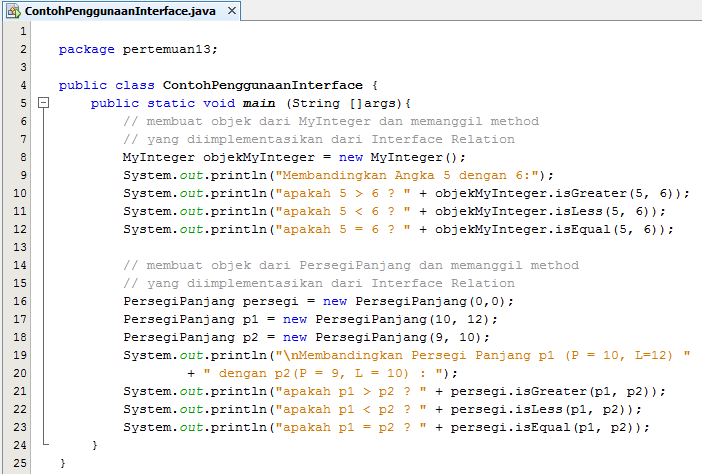 ContohPenggunaanInterface.java
1
2 package pertemuan13;
3
4 public class ContohPenggunaanInterface {
5     public static void main (String []args){
6         // membuat objek dari MyInteger dan memanggil method
7         // yang diimplementasikan dari Interface Relation
8         MyInteger objekMyInteger = new MyInteger();
9         System.out.println("Membandingkan Angka 5 dengan 6:");
10         System.out.println("apakah 5 > 6 ? " + objekMyInteger.isGreater(5, 6));
11         System.out.println("apakah 5 < 6 ? " + objekMyInteger.isLess(5, 6));
12         System.out.println("apakah 5 = 6 ? " + objekMyInteger.isEqual(5, 6));
13
14         // membuat objek dari PersegiPanjang dan memanggil method
15         // yang diimplementasikan dari Interface Relation
16         PersegiPanjang persegi = new PersegiPanjang(0,0);
17         PersegiPanjang p1 = new PersegiPanjang(10, 12);
18         PersegiPanjang p2 = new PersegiPanjang(9, 10);
19         System.out.println("\nMembandingkan Persegi Panjang p1 (P = 10, L=12) "
20                 + " dengan p2(P = 9, L = 10) : ");
21         System.out.println("apakah p1 > p2 ? " + persegi.isGreater(p1, p2));
22         System.out.println("apakah p1 < p2 ? " + persegi.isLess(p1, p2));
23         System.out.println("apakah p1 = p2 ? " + persegi.isEqual(p1, p2));
24     }
25 }